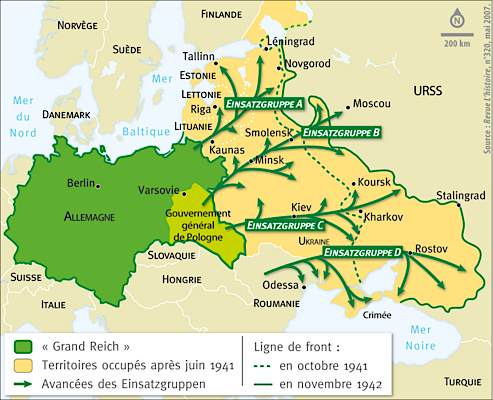 FINLANDE
NORVÈGE
SUÈDE
Léningrad
Tallinn
Novgorod
ESTONIE
N
200 km
URSS
LETTONIE
Riga
EINSATZGRUPPE A
Moscou
Mer
du Nord
DANEMARK
Mer
Baltique
LITUANIE
Smolensk
EINSATZGRUPPE B
Kaunas
Minsk
Berlin
Varsovie
Koursk
Stalingrad
ALLEMAGNE
Gouvernement
général
de Pologne
Kiev
Kharkov
EINSATZGRUPPE C
UKRAINE
SLOVAQUIE
EINSATZGRUPPE D
Rostov
SUISSE
HONGRIE
Odessa
ITALIE
ROUMANIE
Crimée
Mer
Noire
TURQUIE
« Grand Reich »
Territoires occupés après juin 1941
Avancées des Einsatzgruppen
Ligne de front :
en octobre 1941
en novembre 1942
Source : Revue L'histoire, n°320, mai 2007.